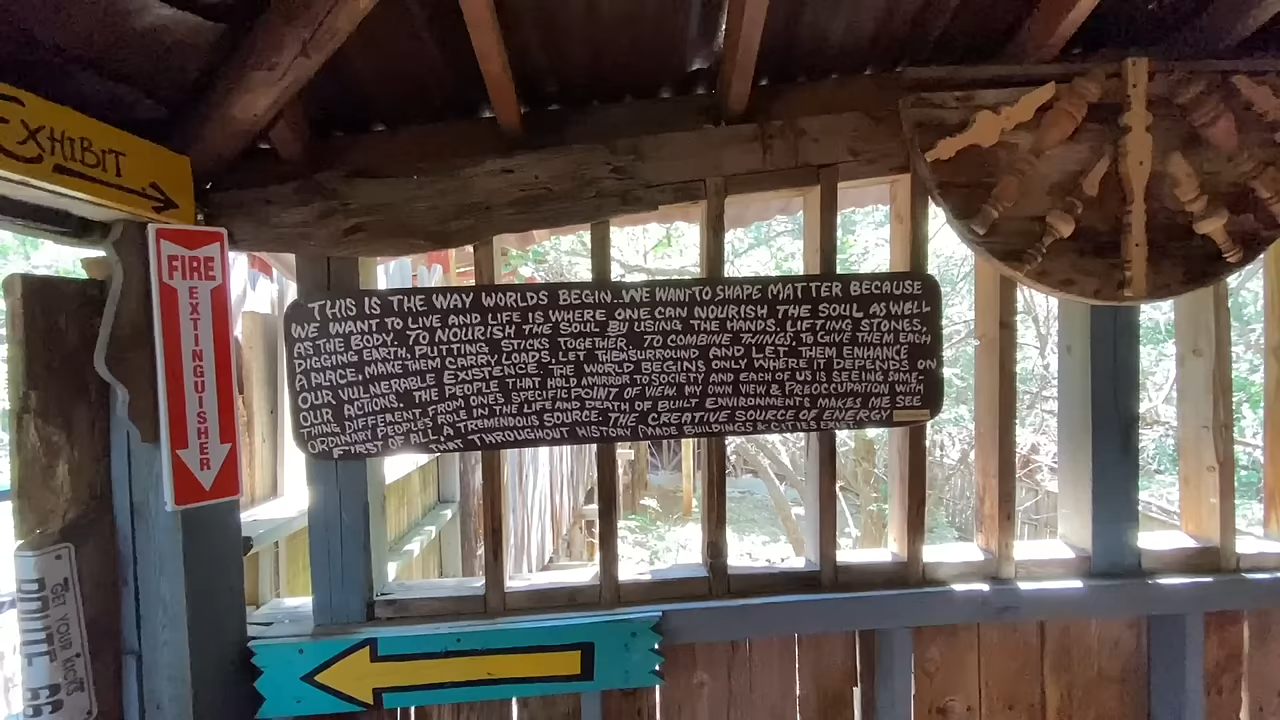 EXHIBIT
FIRE
EXTINGUISHER
THIS IS THE WAY WORLDS BEGIN...WE WANT TO SHAPE MATTER BECAUSE
WE WANT TO LIVE AND LIFE IS WHERE ONE CAN NOURISH THE SOUL AS WELL
AS THE BODY. TO NOURISH THE SOUL BY USING THE HANDS. LIFTING STONES,
DIGGING EARTH, PUTTING STICKS TOGETHER. TO COMBINE THINGS, TO GIVE THEM EACH
A PLACE, MAKE THEM CARRY LOADS, LET THEM SURROUND AND LET THEM ENHANCE
OUR VULNERABLE EXISTENCE. THE WORLD BEGINS ONLY WHERE IT DEPENDS ON
OUR ACTIONS. THE PEOPLE THAT HOLD A MIRROR TO SOCIETY AND EACH OF US IS SEEING SOME-
THING DIFFERENT FROM ONE'S SPECIFIC POINT OF VIEW. MY OWN VIEW & PREOCCUPATION WITH
ORDINARY PEOPLE'S ROLE IN THE LIFE AND DEATH OF BUILT ENVIRONMENTS MAKES ME SEE
FIRST OF ALL, A TREMENDOUS SOURCE. THE CREATIVE SOURCE OF ENERGY
THAT THROUGHOUT HISTORY MADE BUILDINGS & CITIES EXIST.
GET YOUR KICKS
ROUTE 66